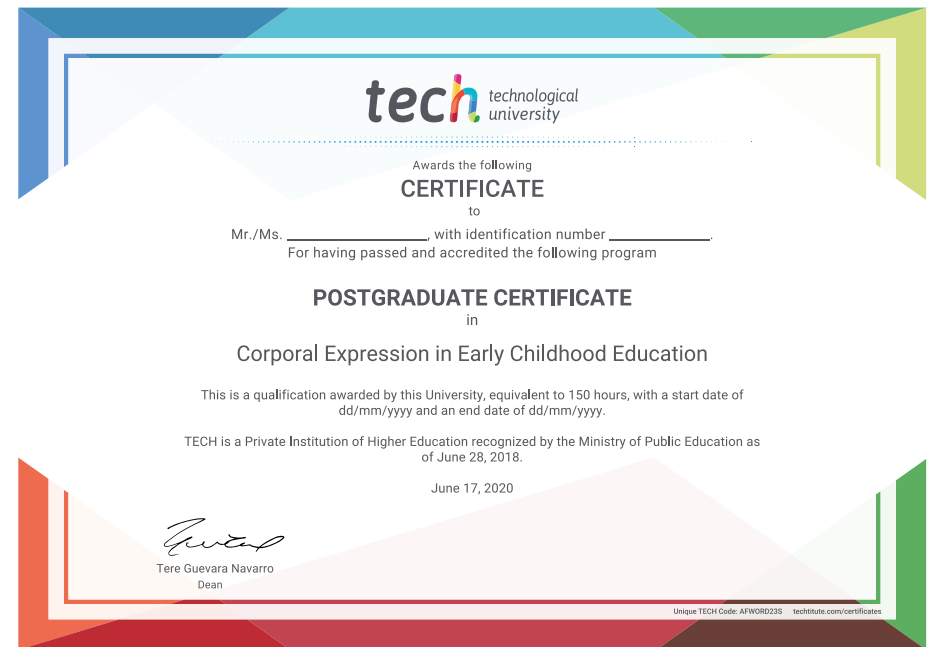 tech technological
university
Awards the following
CERTIFICATE
to
Mr./Ms. ____________, with identification number ____________.
For having passed and accredited the following program
POSTGRADUATE CERTIFICATE
in
Corporal Expression in Early Childhood Education
This is a qualification awarded by this University, equivalent to 150 hours, with a start date of
dd/mm/yyyy and an end date of dd/mm/yyyy.
TECH is a Private Institution of Higher Education recognized by the Ministry of Public Education as
of June 28, 2018.
June 17, 2020
Tere Guevara Navarro
Dean
Unique TECH Code: AFWORD23S techtitute.com/certificates